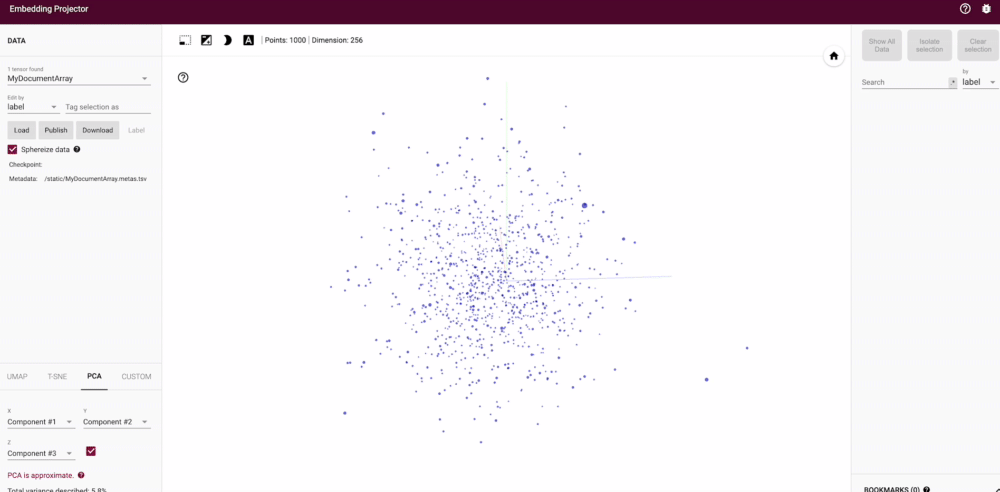 Embedding Projector
DATA
Points: 1000 | Dimension: 256
Show All Data
Isolate selection
Clear selection
1 tensor found
MyDocumentArray
Search
.*
by
label
Edit by
label
Tag selection as
Load
Publish
Download
Label
Sphereize data
Checkpoint:
Metadata: /static/MyDocumentArray.metas.tsv
UMAP
T-SNE
PCA
CUSTOM
X
Component #1
Y
Component #2
Z
Component #3
PCA is approximate.
Total variance described: 5.8%
BOOKMARKS (0)